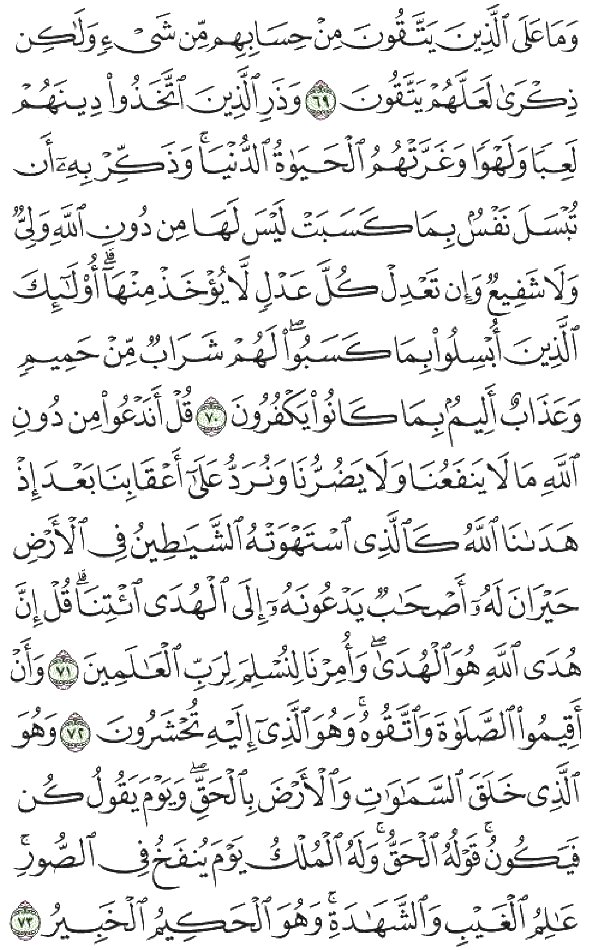 وَمَا عَلَى ٱلَّذِينَ يَتَّقُونَ مِنْ حِسَابِهِم مِّن شَىْءٍ وَلَـٰكِن
ذِكْرَىٰ لَعَلَّهُمْ يَتَّقُونَ ٦٩ وَذَرِ ٱلَّذِينَ ٱتَّخَذُوا۟ دِينَهُمْ
لَعِبًا وَلَهْوًا وَغَرَّتْهُمُ ٱلْحَيَوٰةُ ٱلدُّنْيَا ۚ وَذَكِّرْ بِهِۦٓ أَن
تُبْسَلَ نَفْسٌۢ بِمَا كَسَبَتْ لَيْسَ لَهَا مِن دُونِ ٱللَّهِ وَلِىٌّ
وَلَا شَفِيعٌ وَإِن تَعْدِلْ كُلَّ عَدْلٍ لَّا يُؤْخَذْ مِنْهَآ ۗ أُو۟لَـٰٓئِكَ
ٱلَّذِينَ أُبْسِلُوا۟ بِمَا كَسَبُوا۟ ۖ لَهُمْ شَرَابٌ مِّنْ حَمِيمٍ
وَعَذَابٌ أَلِيمٌۢ بِمَا كَانُوا۟ يَكْفُرُونَ ٧٠ قُلْ أَنَدْعُوا۟ مِن دُونِ
ٱللَّهِ مَا لَا يَنفَعُنَا وَلَا يَضُرُّنَا وَنُرَدُّ عَلَىٰٓ أَعْقَابِنَا بَعْدَ إِذْ
هَدَىٰنَا ٱللَّهُ كَٱلَّذِى ٱسْتَهْوَتْهُ ٱلشَّيَـٰطِينُ فِى ٱلْأَرْضِ
حَيْرَانَ لَهُۥٓ أَصْحَـٰبٌ يَدْعُونَهُۥٓ إِلَى ٱلْهُدَى ٱئْتِنَا ۗ قُلْ إِنَّ
هُدَى ٱللَّهِ هُوَ ٱلْهُدَىٰ ۖ وَأُمِرْنَا لِنُسْلِمَ لِرَبِّ ٱلْعَـٰلَمِينَ ٧١ وَأَنْ
أَقِيمُوا۟ ٱلصَّلَوٰةَ وَٱتَّقُوهُ ۚ وَهُوَ ٱلَّذِىٓ إِلَيْهِ تُحْشَرُونَ ٧٢ وَهُوَ
ٱلَّذِى خَلَقَ ٱلسَّمَـٰوَٰتِ وَٱلْأَرْضَ بِٱلْحَقِّ ۖ وَيَوْمَ يَقُولُ كُن
فَيَكُونُ ۚ قَوْلُهُ ٱلْحَقُّ ۚ وَلَهُ ٱلْمُلْكُ يَوْمَ يُنفَخُ فِى ٱلصُّورِ ۚ
عَـٰلِمُ ٱلْغَيْبِ وَٱلشَّهَـٰدَةِ ۚ وَهُوَ ٱلْحَكِيمُ ٱلْخَبِيرُ ٧٣